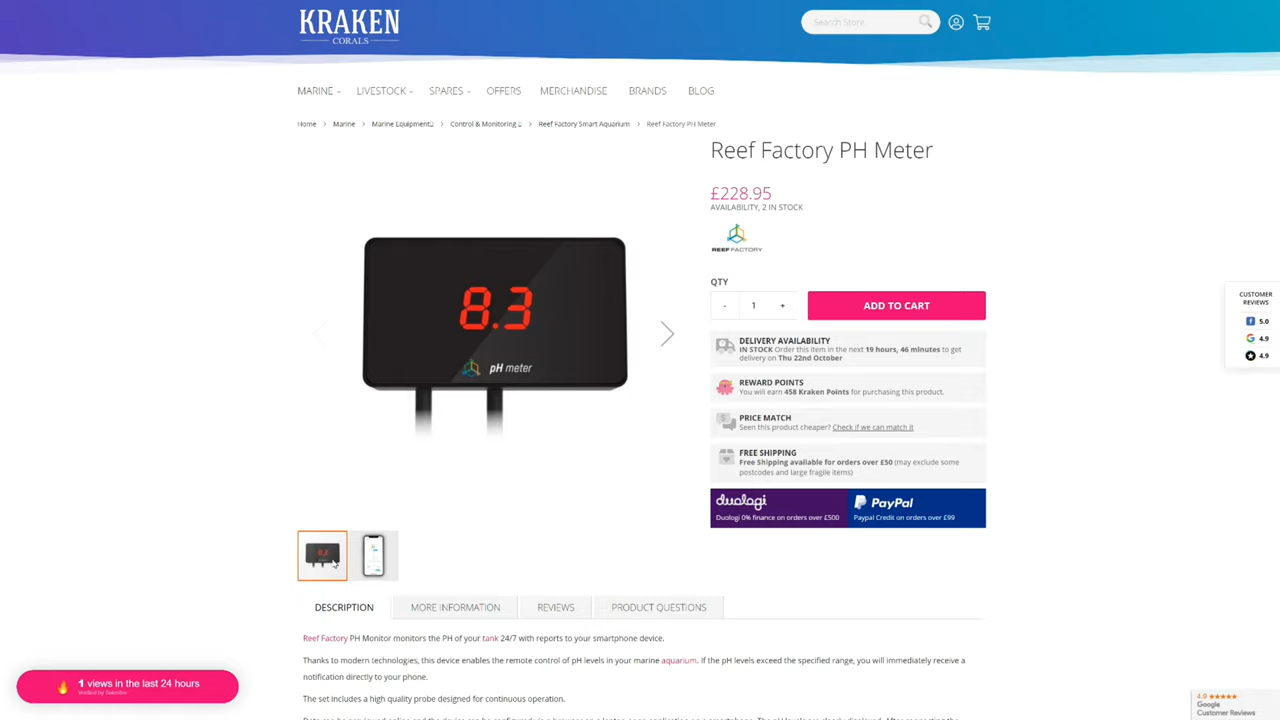 KRAKEN
CORALS
Search Store
MARINE
LIVESTOCK
SPARES
OFFERS
MERCHANDISE
BRANDS
BLOG
Home > Marine > Marine Equipment > Control & Monitoring > Reef Factory Smart Aquarium > Reef Factory PH Meter
Reef Factory PH Meter
£228.95
AVAILABILITY, 2 IN STOCK
REEF FACTORY
QTY
- 1 +
ADD TO CART
DELIVERY AVAILABILITY
IN STOCK Order this item in the next 19 hours, 46 minutes to get
delivery on Thu 22nd October
REWARD POINTS
You will earn 458 Kraken Points for purchasing this product.
PRICE MATCH
Seen this product cheaper? Check if we can match it
FREE SHIPPING
Free Shipping available for orders over £50 (may exclude some
postcodes and large fragile items)
duologi
Duologi 0% finance on orders over £500
PayPal
Paypal Credit on orders over £99
8.3
pH meter
CUSTOMER
REVIEWS
5.0
4.9
4.9
DESCRIPTION
MORE INFORMATION
REVIEWS
PRODUCT QUESTIONS
Reef Factory PH Monitor monitors the PH of your tank 24/7 with reports to your smartphone device.
Thanks to modern technologies, this device enables the remote control of pH levels in your marine aquarium. If the pH levels exceed the specified range, you will immediately receive a
notification directly to your phone.
The set includes a high quality probe designed for continuous operation.
1 views in the last 24 hours
4.9
Google
Customer Reviews